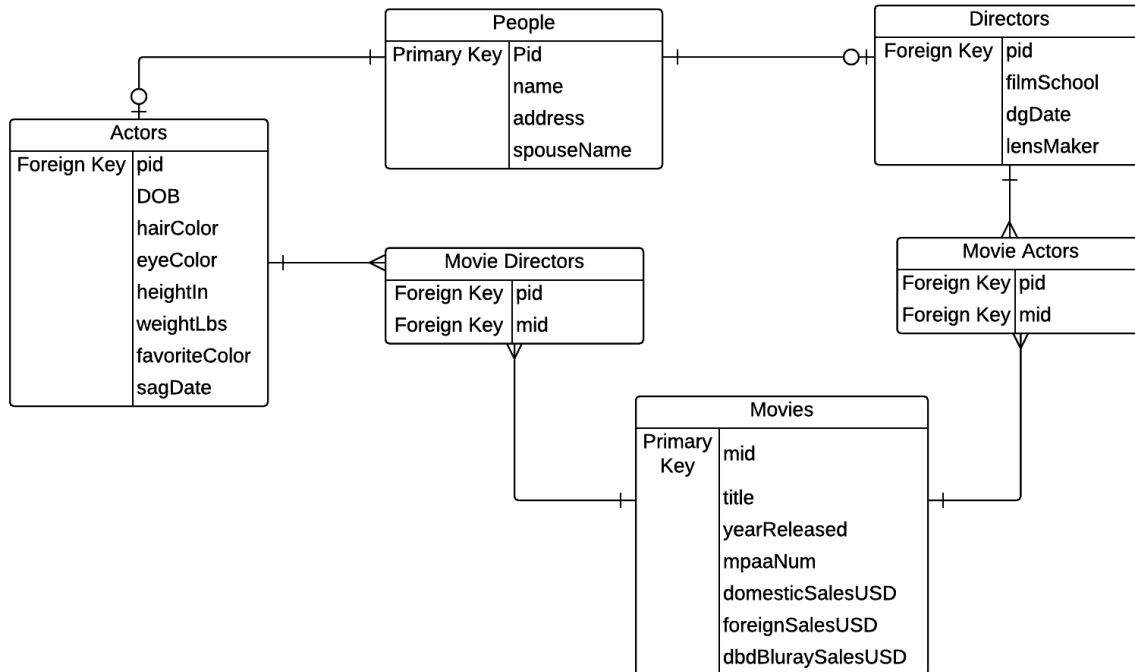 People
Primary Key Pid
name
address
spouseName
Directors
Foreign Key pid
filmSchool
dgDate
lensMaker
Actors
Foreign Key pid
DOB
hairColor
eyeColor
heightIn
weightLbs
favoriteColor
sagDate
Movie Directors
Foreign Key pid
Foreign Key mid
Movie Actors
Foreign Key pid
Foreign Key mid
Movies
Primary
Key
mid
title
yearReleased
mpaaNum
domesticSalesUSD
foreignSalesUSD
dbdBluraySalesUSD